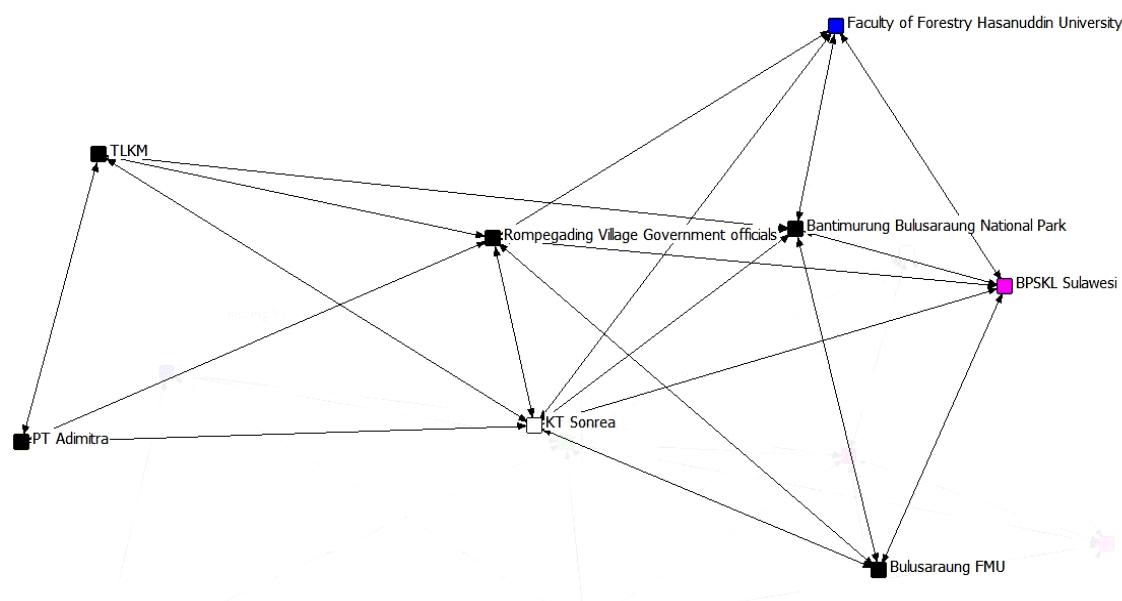 Faculty of Forestry Hasanuddin University
TLKM
Rompegading Village Government officials
Bantimurung Bulusaraung National Park
BPSKL Sulawesi
KT Sonrea
PT Adimitra
Bulusaraung FMU